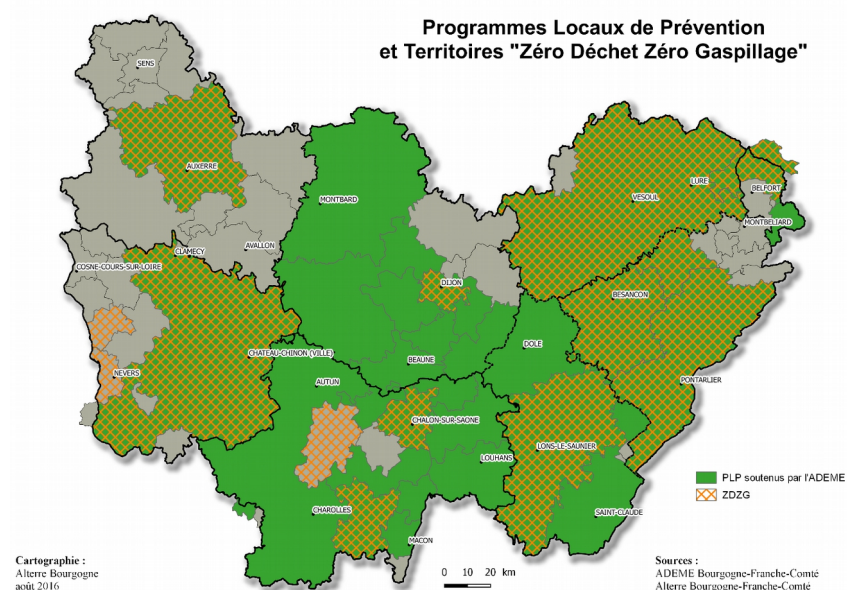 Programmes Locaux de Prévention
et Territoires "Zéro Déchet Zéro Gaspillage"
SENS
AUXERRE
MONTBARD
LURE
VESOUL
BELFORT
MONTBELIARD
AVALLON
CLAMECY
COSNE-COURS-SUR-LOIRE
DIJON
BESANCON
CHATEAU-CHINON (VILLE)
BEAUNE
DOLE
NEVERS
AUTUN
PONTARLIER
CHALON-SUR-SAONE
LONS-LE-SAUNIER
LOUHANS
PLP soutenus par l'ADEME
ZDZG
CHAROLLES
SAINT-CLAUDE
MACON
Cartographie :
Alterre Bourgogne
août 2016
0 10 20 km
Sources :
ADEME Bourgogne-Franche-Comté
Alterre Bourgogne-Franche-Comté